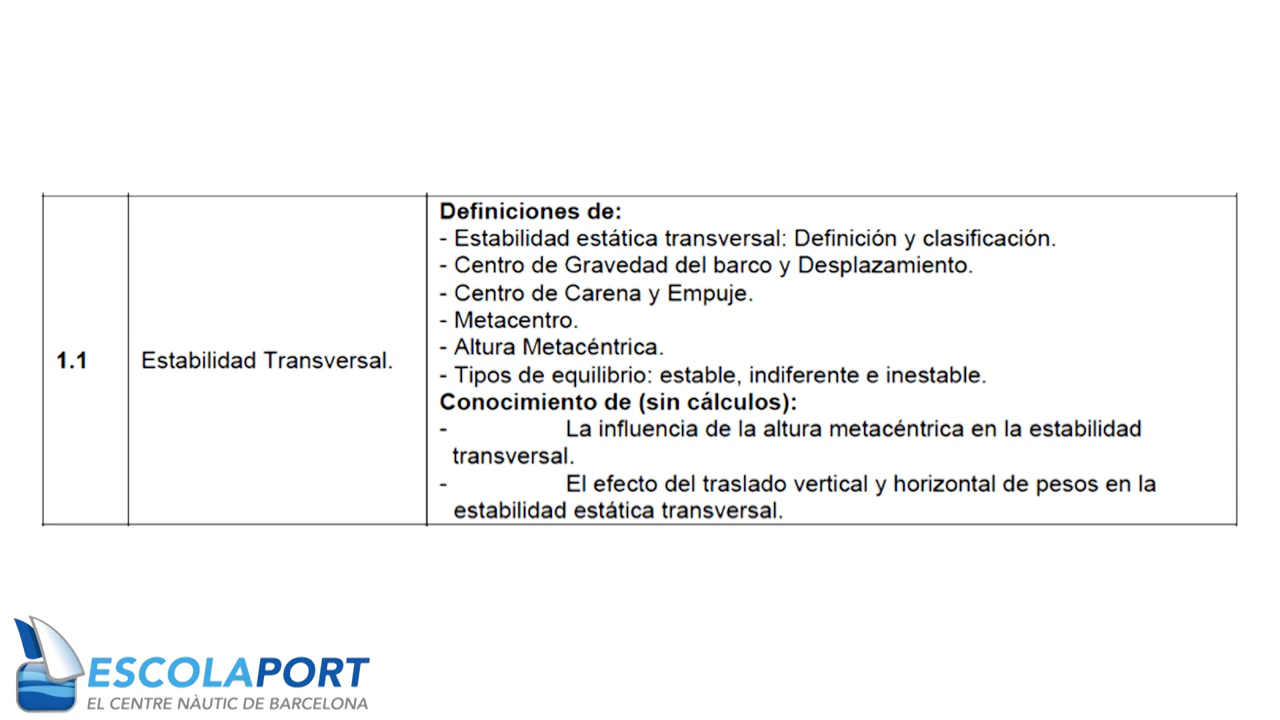 1.1
Estabilidad Transversal.
Definiciones de:
- Estabilidad estática transversal: Definición y clasificación.
- Centro de Gravedad del barco y Desplazamiento.
- Centro de Carena y Empuje.
- Metacentro.
- Altura Metacéntrica.
- Tipos de equilibrio: estable, indiferente e inestable.
Conocimiento de (sin cálculos):
- La influencia de la altura metacéntrica en la estabilidad
transversal.
- El efecto del traslado vertical y horizontal de pesos en la
estabilidad estática transversal.
ESCOLAPORT
EL CENTRE NÀUTIC DE BARCELONA